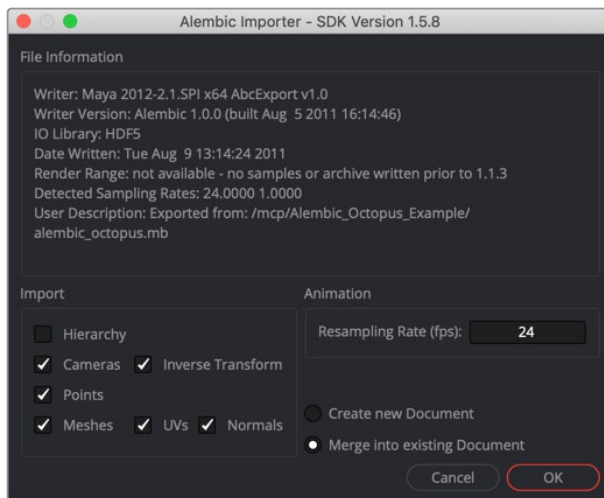 Alembic Importer - SDK Version 1.5.8
File Information
Writer: Maya 2012-2.1.SPI x64 AbcExport v1.0
Writer Version: Alembic 1.0.0 (built Aug  5 2011 16:14:46)
IO Library: HDF5
Date Written: Tue Aug  9 13:14:24 2011
Render Range: not available - no samples or archive written prior to 1.1.3
Detected Sampling Rates: 24.0000 1.0000
User Description: Exported from: /mcp/Alembic_Octopus_Example/
alembic_octopus.mb
Import
Hierarchy
Cameras Inverse Transform
Points
Meshes UVs Normals
Animation
Resampling Rate (fps): 24
Create new Document
Merge into existing Document
Cancel OK